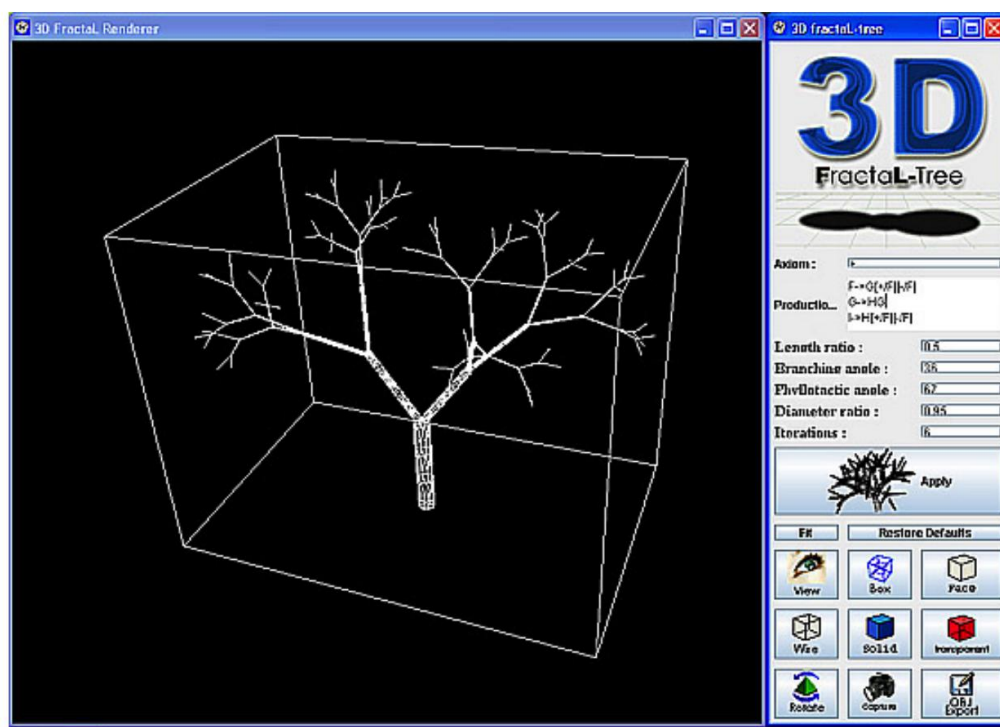 3D FractaL Renderer
3D fractaL-tree
3D
FractaL-Tree
Axiom :
Productio...
G->HG
Length ratio : 0.5
Branching angle : 36
Phyllotactic angle : 62
Diameter ratio : 0.95
Iterations : 6
Apply
Fit Restore Defaults
View Box Face
Wire Solid transparent
Rotate Capture OBJ Export